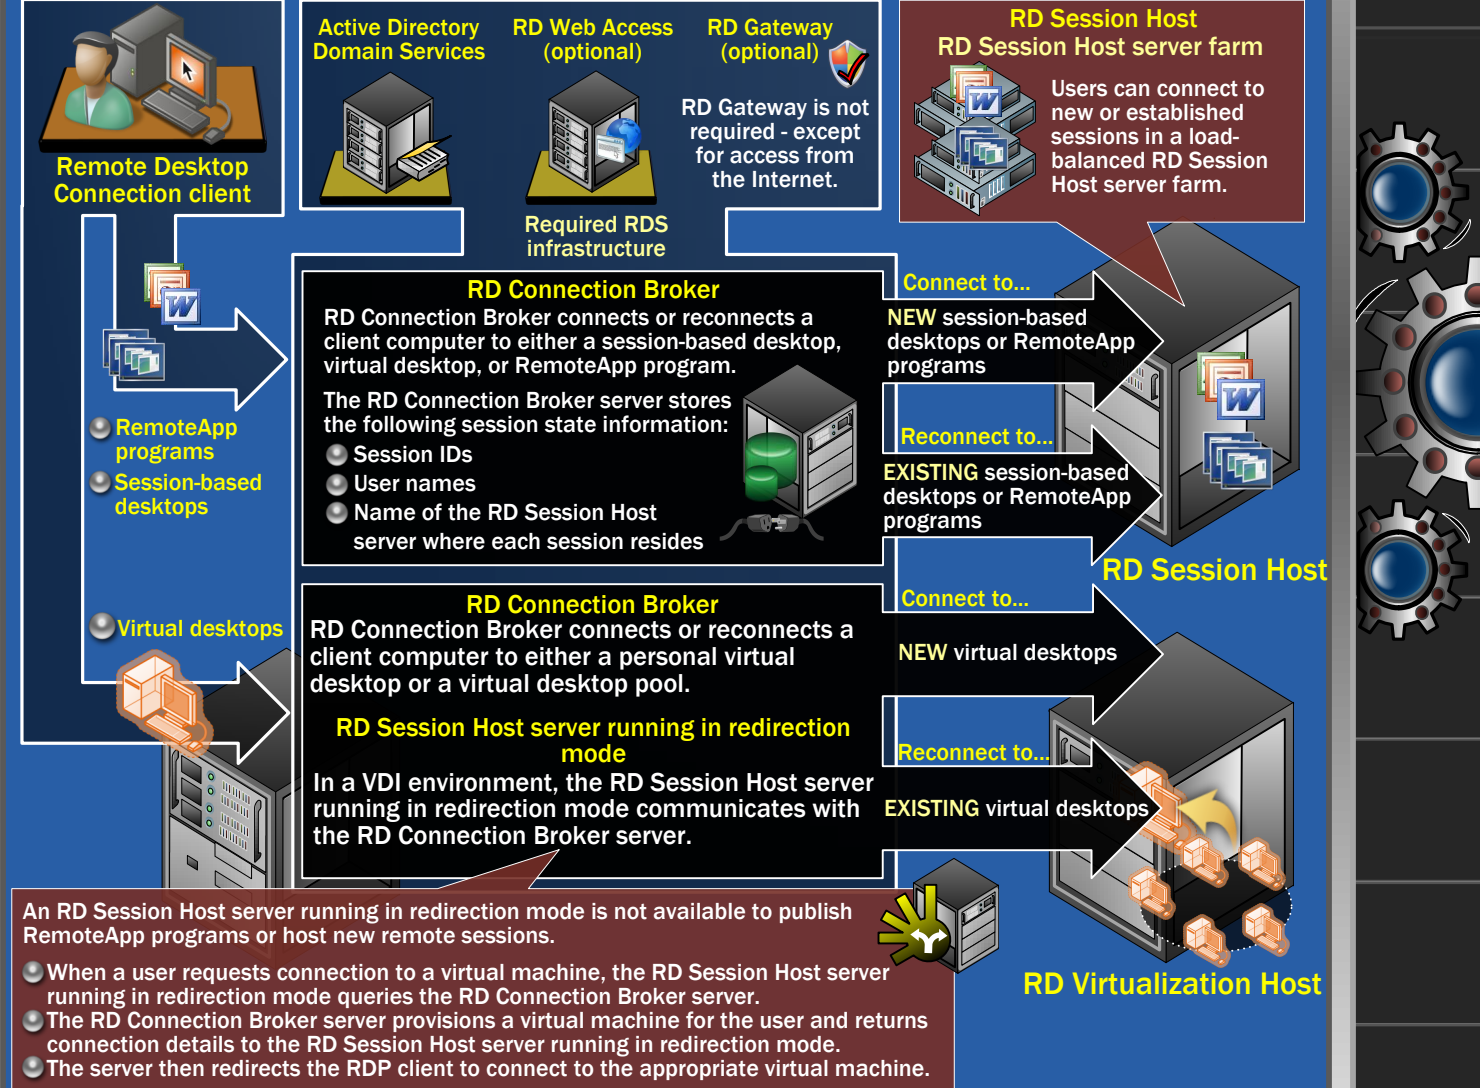 Remote Desktop
Connection client
Active Directory
Domain Services
RD Web Access
(optional)
RD Gateway
(optional)
RD Gateway is not
required - except
for access from
the Internet.
Required RDS
infrastructure
RD Session Host
RD Session Host server farm
Users can connect to
new or established
sessions in a load-
balanced RD Session
Host server farm.
W
W
RemoteApp
programs
Session-based
desktops
Virtual desktops
RD Connection Broker
RD Connection Broker connects or reconnects a
client computer to either a session-based desktop,
virtual desktop, or RemoteApp program.
The RD Connection Broker server stores
the following session state information:
Session IDs
User names
Name of the RD Session Host
server where each session resides
Connect to...
NEW session-based
desktops or RemoteApp
programs
Reconnect to...
EXISTING session-based
desktops or RemoteApp
programs
W
RD Session Host
RD Connection Broker
RD Connection Broker connects or reconnects a
client computer to either a personal virtual
desktop or a virtual desktop pool.
RD Session Host server running in redirection
mode
In a VDI environment, the RD Session Host server
running in redirection mode communicates with
the RD Connection Broker server.
Connect to...
NEW virtual desktops
Reconnect to...
EXISTING virtual desktops
RD Virtualization Host
An RD Session Host server running in redirection mode is not available to publish
RemoteApp programs or host new remote sessions.
When a user requests connection to a virtual machine, the RD Session Host server
running in redirection mode queries the RD Connection Broker server.
The RD Connection Broker server provisions a virtual machine for the user and returns
connection details to the RD Session Host server running in redirection mode.
The server then redirects the RDP client to connect to the appropriate virtual machine.